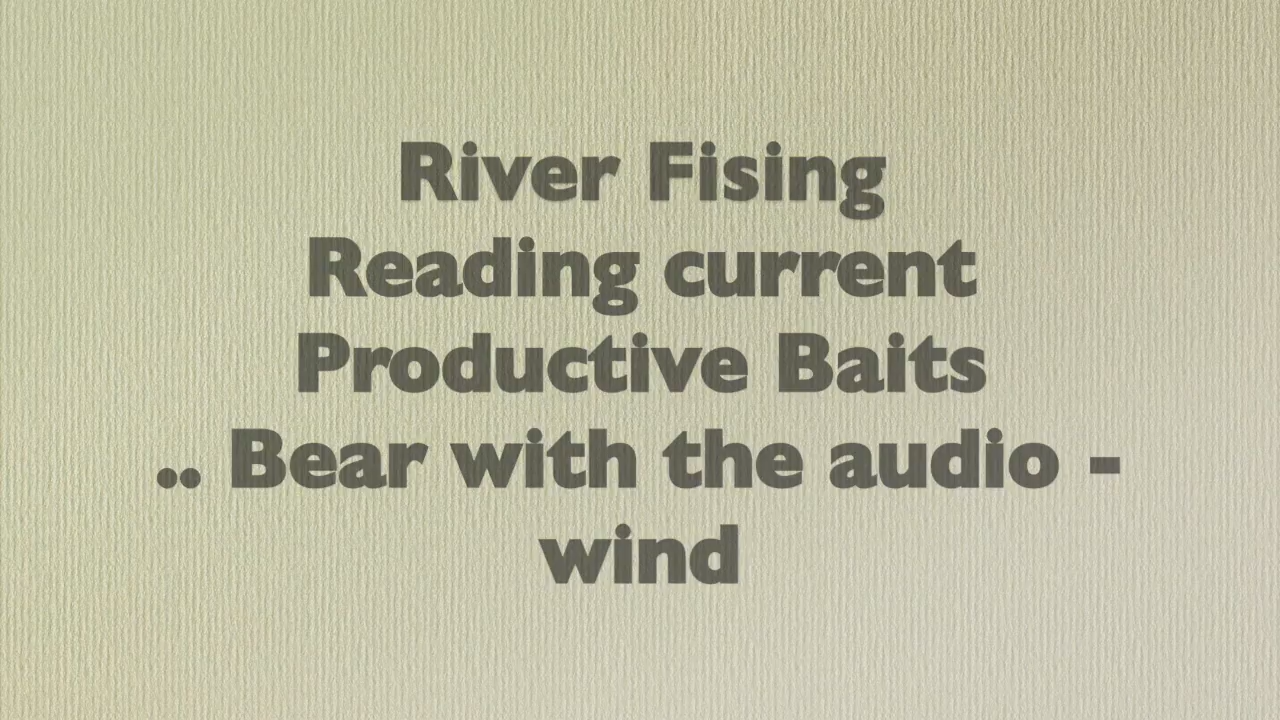 River Fising
Reading current
Productive Baits
.. Bear with the audio -
wind